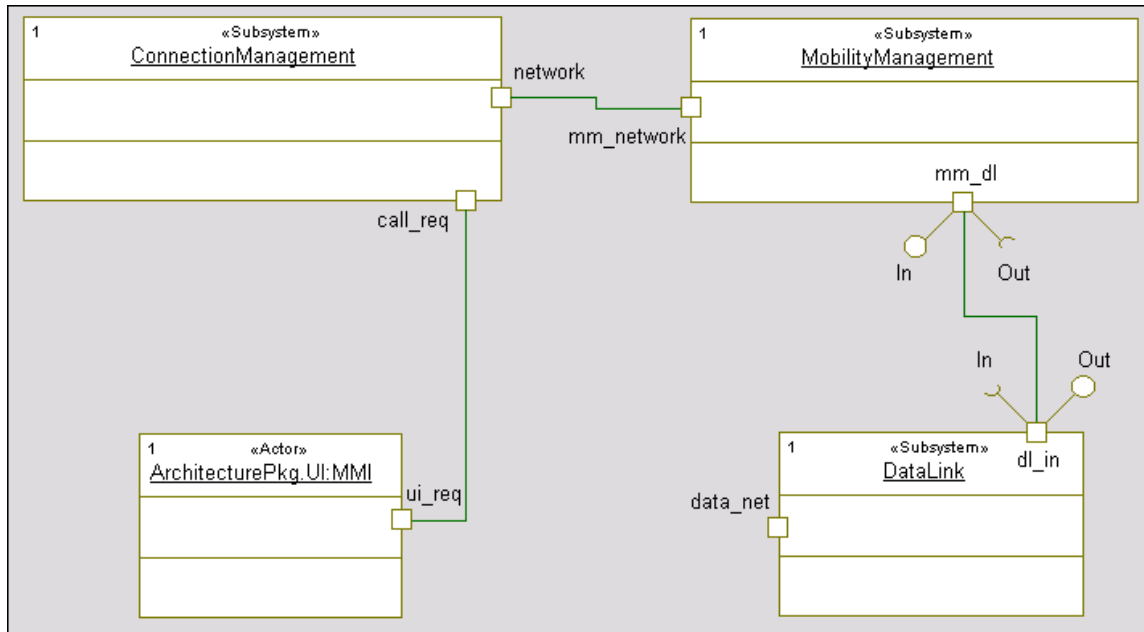 1 «Subsystem»
ConnectionManagement
network
1 «Subsystem»
MobilityManagement
mm_network
mm_dl
call_req
In
Out
In
Out
1 «Actor»
ArchitecturePkg.UI:MMI
ui_req
1 «Subsystem»
DataLink
dl_in
data_net